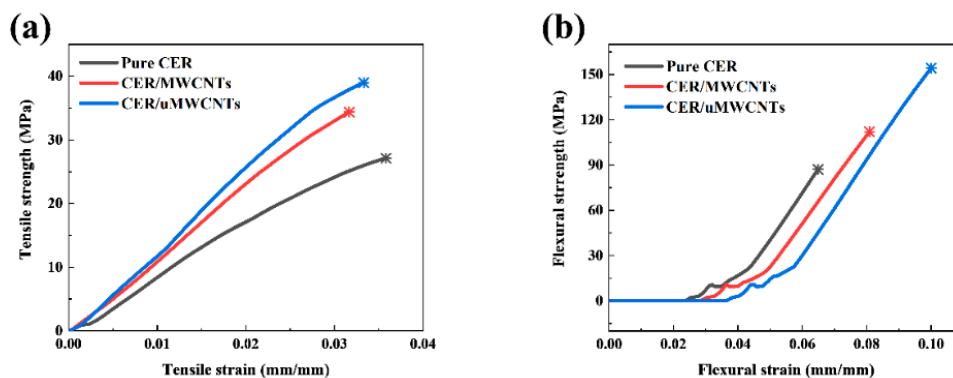 (a)
Pure CER
CER/MWCNTs
CER/uMWCNTs
Tensile strength (MPa)
40
30
20
10
0
0.00 0.01 0.02 0.03 0.04
Tensile strain (mm/mm)
(b)
Pure CER
CER/MWCNTs
CER/uMWCNTs
Flexural strrength (MPa)
150
120
90
60
30
0
0.00 0.02 0.04 0.06 0.08 0.10
Flexural strain (mm/mm)